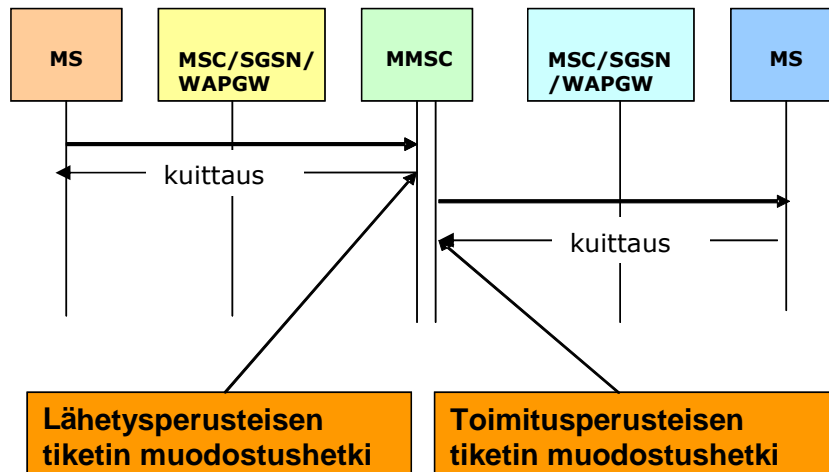 MS
MSC/SGSN/
WAPGW
MMSC
MSC/SGSN
/WAPGW
MS
kuittaus
kuittaus
Lähetysperusteisen
tiketin muodostushetki
Toimitusperusteisen
tiketin muodostushetki